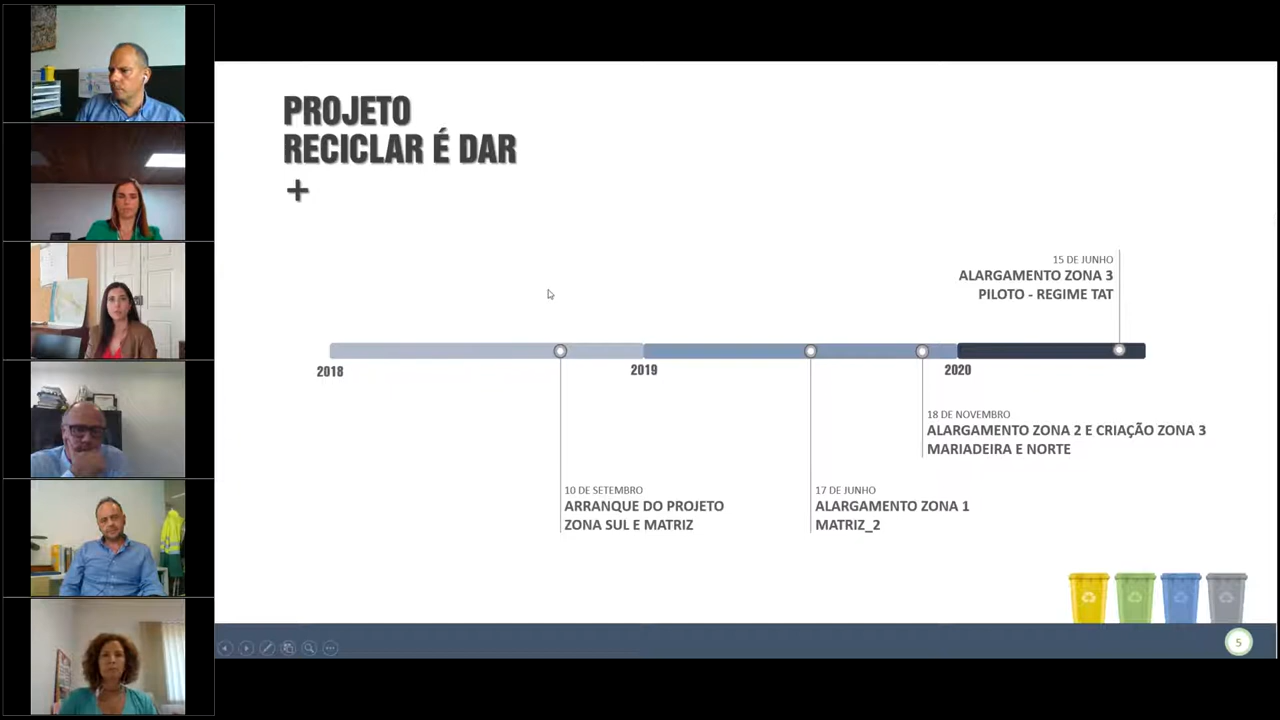 PROJETO
RECICLAR É DAR
+
15 DE JUNHO
ALARGAMENTO ZONA 3
PILOTO - REGIME TAT
2018
2019
2020
18 DE NOVEMBRO
ALARGAMENTO ZONA 2 E CRIAÇÃO ZONA 3
MARIADEIRA E NORTE
10 DE SETEMBRO
ARRANQUE DO PROJETO
ZONA SUL E MATRIZ
17 DE JUNHO
ALARGAMENTO ZONA 1
MATRIZ_2
5